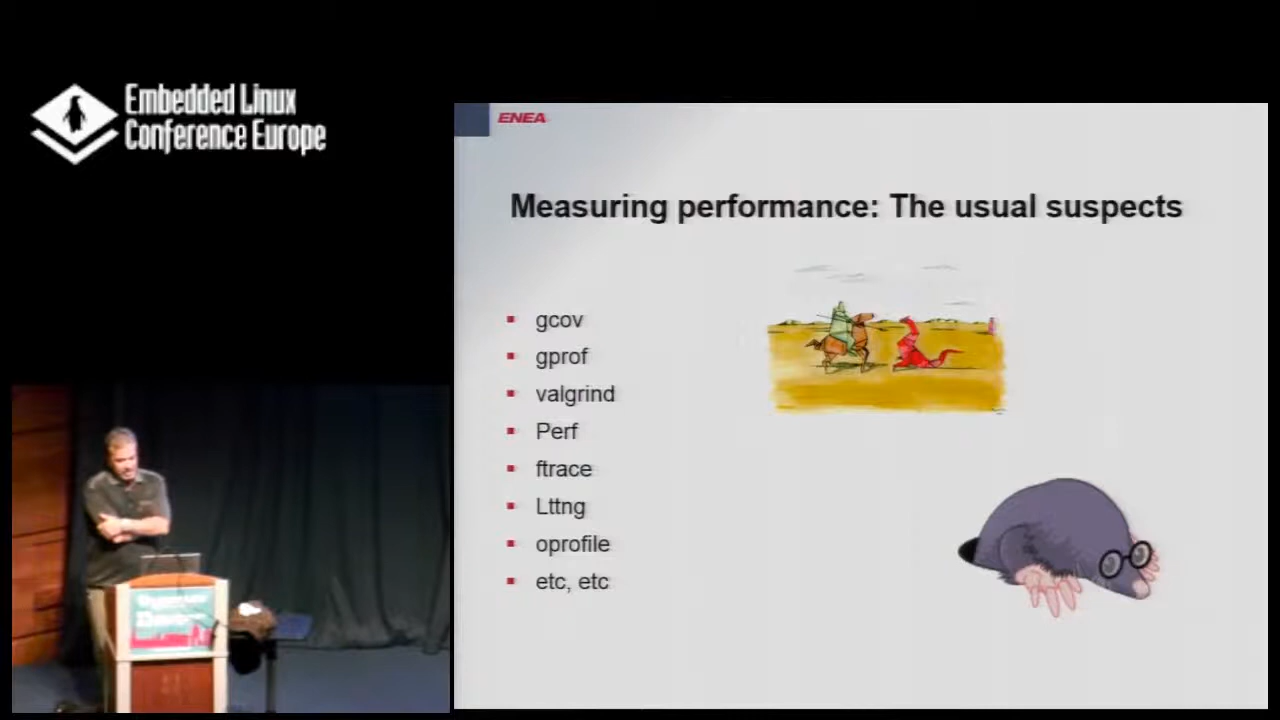 Embedded Linux
Conference Europe
ENEA
Measuring performance: The usual suspects
gcov
gprof
valgrind
Perf
ftrace
Lttng
oprofile
etc, etc